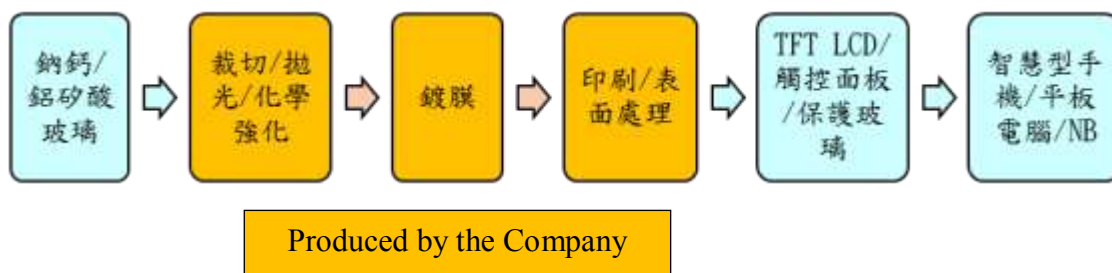 鈉鈣/
鋁矽酸
玻璃
裁切/拋
光/化學
強化
鍍膜
印刷/表
面處理
TFT LCD/
觸控面板
/保護玻
璃
智慧型手
機/平板
電腦/NB
Produced by the Company